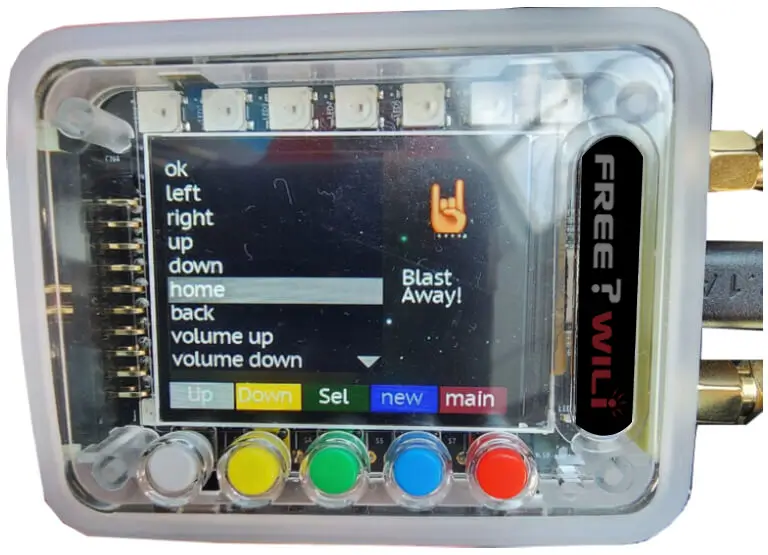 ok
left
right
up
down
home
back
volume up
volume down
Blast
Away!
Up
Down
Sel
new
main
FREE?WILi